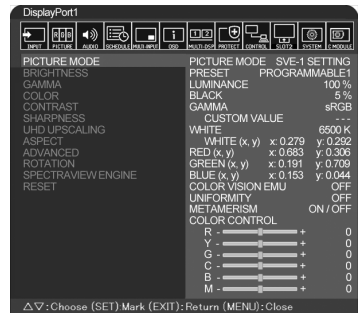 DisplayPort1
INPUT PICTURE AUDIO SCHEDULE MULTI-INPUT OSD MULTI-DSP PROTECT CONTROL SLOT2 SYSTEM C MODULE
PICTURE MODE
BRIGHTNESS
GAMMA
COLOR
CONTRAST
SHARPNESS
UHD UPSCALING
ASPECT
ADVANCED
ROTATION
SPECTRAVIEW ENGINE
RESET
PICTURE MODE SVE-1 SETTING
PRESET PROGRAMMABLE1
LUMINANCE 100 %
BLACK 5 %
GAMMA sRGB
CUSTOM VALUE - - -
WHITE 6500 K
WHITE (x, y) x: 0.279 y: 0.292
RED (x, y) x: 0.683 y: 0.306
GREEN (x, y) x: 0.191 y: 0.709
BLUE (x, y) x: 0.153 y: 0.044
COLOR VISION EMU OFF
UNIFORMITY OFF
METAMERISM ON / OFF
COLOR CONTROL
R - + 0
Y - + 0
G - + 0
C - + 0
B - + 0
M - + 0
△▽:Choose (SET):Mark (EXIT):Return (MENU):Close